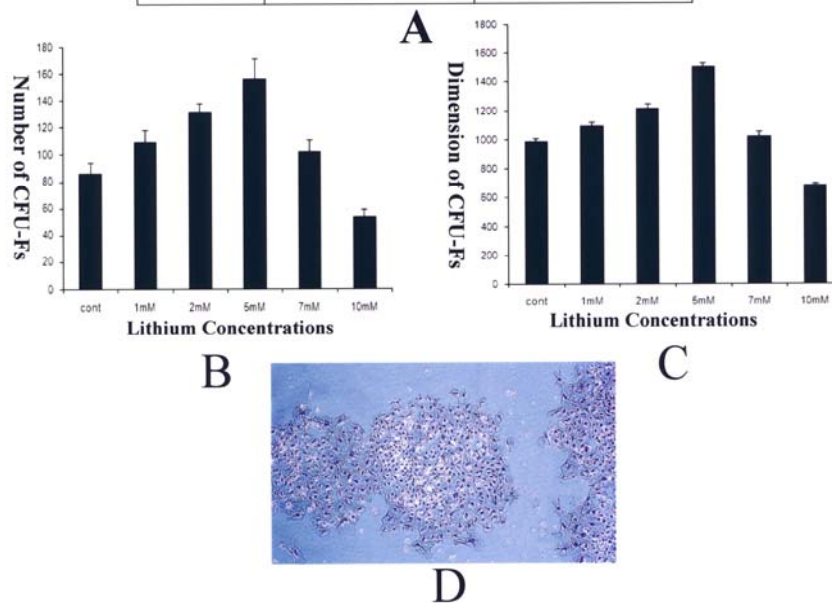 A
Number of CFU-Fs
180
160
140
120
100
80
60
40
20
0
cont 1mM 2mM 5mM 7mM 10mM
Lithium Concentrations
B
Dimension of CFU-Fs
1800
1600
1400
1200
1000
800
600
400
200
0
cont 1mM 2mM 5mM 7mM 10mM
Lithium Concentrations
C
D